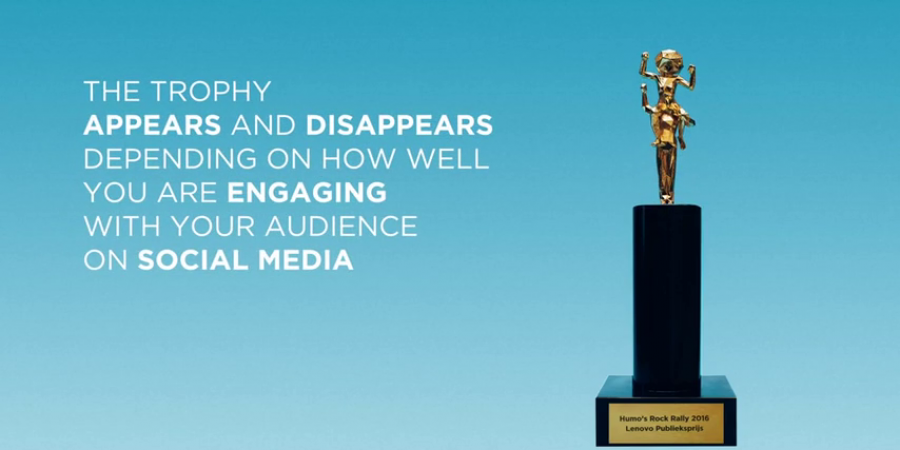 THE TROPHY
APPEARS AND DISAPPEARS
DEPENDING ON HOW WELL
YOU ARE ENGAGING
WITH YOUR AUDIENCE
ON SOCIAL MEDIA
Humo's Rock Rally 2016
Lenovo Publieksprijs